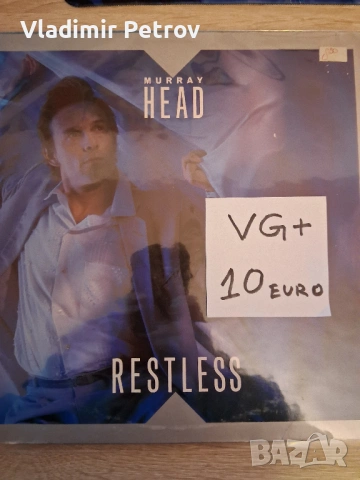 Vladimir Petrov
MURRAY
HEAD
VG+
10 EURO
RESTLESS
BAZAR